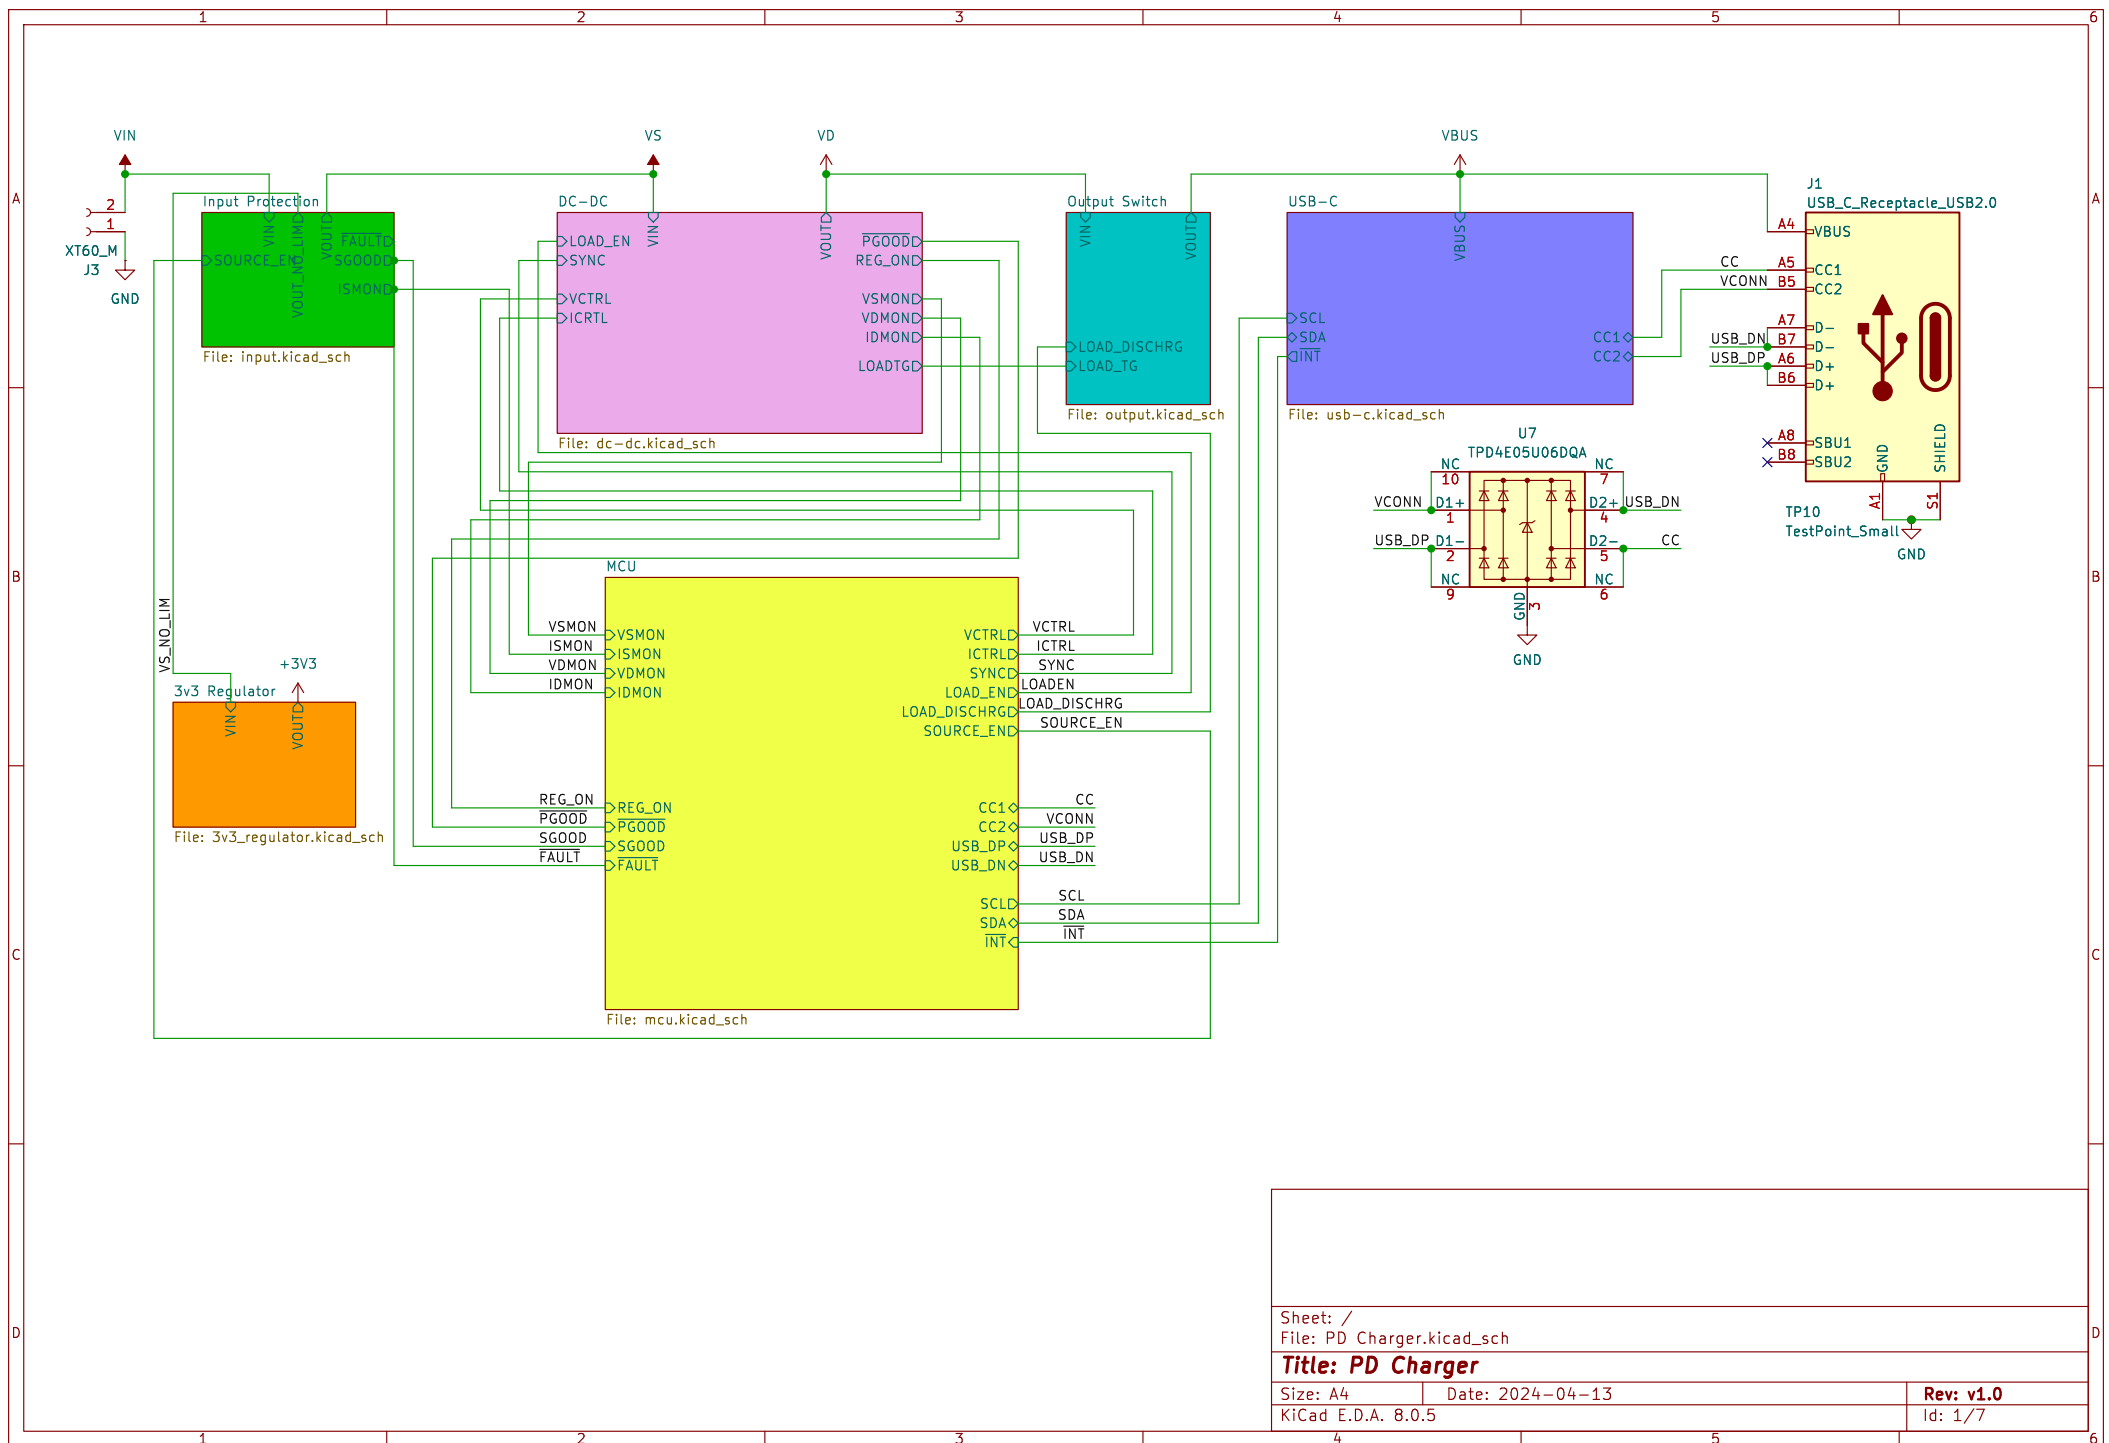 1 2 3 4 5 6
A
B
C
D
VIN
2
1
XT60_M
J3
GND
Input Protection
VIN
VOUT_NO_LIM
VOUT
FAULT
SGOOD
ISMON
SOURCE_EN
File: input.kicad_sch
VS
DC-DC
VIN
VOUT
LOAD_EN
SYNC
VCTRL
ICRTL
PGOOD
REG_ON
VSMON
VDMON
IDMON
LOADTG
File: dc-dc.kicad_sch
VD
Output Switch
VIN
VOUT
LOAD_DISCHRG
LOAD_TG
File: output.kicad_sch
VBUS
USB-C
VBUS
SCL
SDA
INT
CC1
CC2
File: usb-c.kicad_sch
J1
USB_C_Receptacle_USB2.0
A4 VBUS
CC A5 CC1
VCONN B5 CC2
A7 D-
USB_DN B7 D-
USB_DP A6 D+
B6 D+
A8 SBU1
B8 SBU2
GND
SHIELD
A1
S1
TP10
TestPoint_Small
GND
U7
TPD4E05U06DQA
NC NC
10 7
VCONN D1+ D2+ USB_DN
1 4
USB_DP D1- D2- CC
2 5
NC NC
9 6
GND
3
GND
VS_NO_LIM
+3V3
3v3 Regulator
VIN
VOUT
File: 3v3_regulator.kicad_sch
MCU
VSMON VSMON
ISMON ISMON
VDMON VDMON
IDMON IDMON
REG_ON REG_ON
PGOOD PGOOD
SGOOD SGOOD
FAULT FAULT
VCTRL VCTRL
ICTRL ICTRL
SYNC SYNC
LOAD_EN LOADEN
LOAD_DISCHRG LOAD_DISCHRG
SOURCE_EN SOURCE_EN
CC1 CC
CC2 VCONN
USB_DP USB_DP
USB_DN USB_DN
SCL SCL
SDA SDA
INT INT
File: mcu.kicad_sch
A
B
C
D
Sheet: /
File: PD Charger.kicad_sch
Title: PD Charger
Size: A4 Date: 2024-04-13 Rev: v1.0
KiCad E.D.A. 8.0.5 Id: 1/7
1 2 3 4 5 6